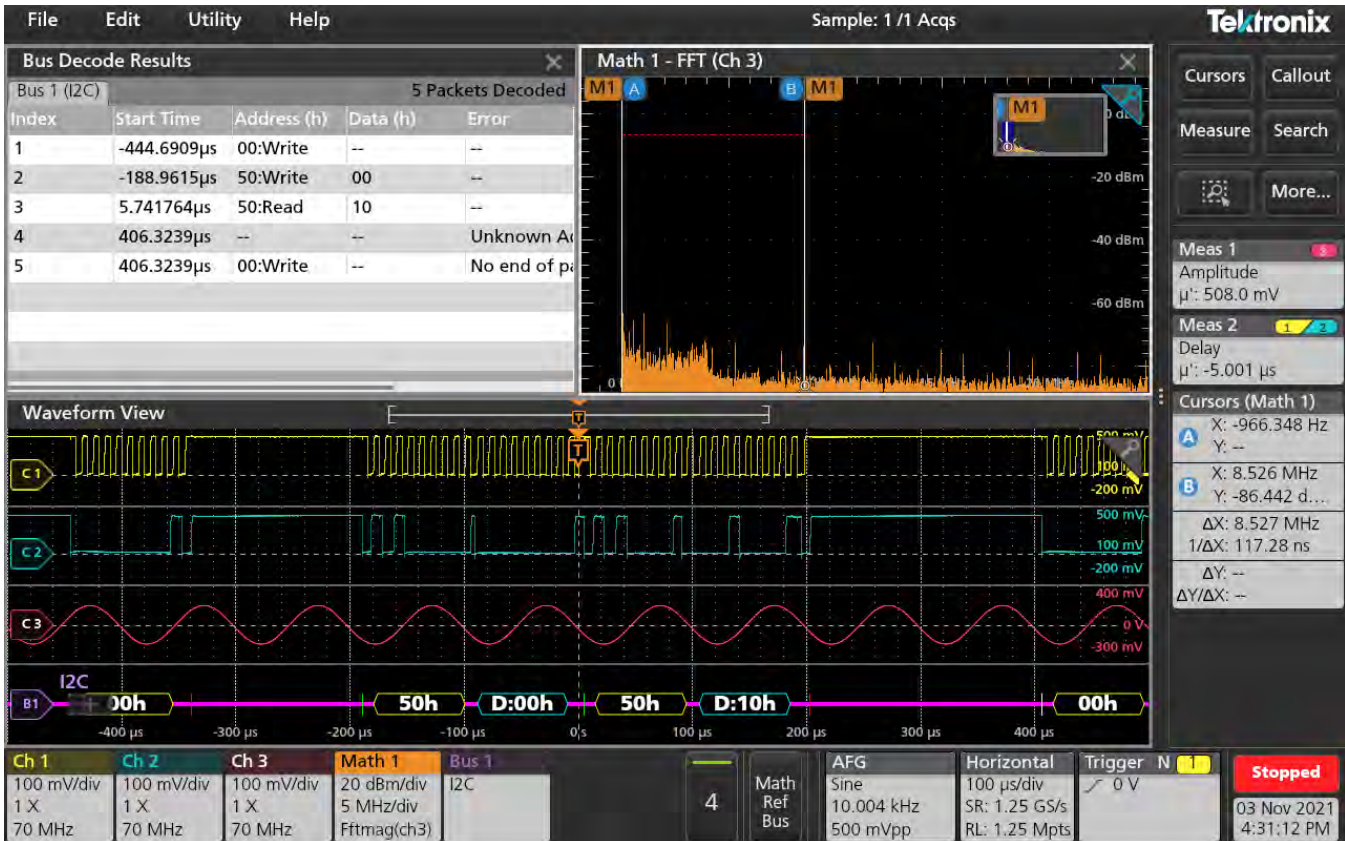 File Edit Utility Help Sample: 1 /1 Acqs Tektronix
Bus Decode Results
Bus 1 (I2C) 5 Packets Decoded
Index Start Time Address (h) Data (h) Error
1 -444.6909µs 00:Write -- --
2 -188.9615µs 50:Write 00 --
3 5.741764µs 50:Read 10 --
4 406.3239µs -- -- Unknown
5 406.3239µs 00:Write -- No end of
Math 1 - FFT (Ch 3)
M1 A B M1
M1
-20 dBm
-40 dBm
-60 dBm
Cursors Callout
Measure Search
More...
Meas 1 3
Amplitude
µ': 508.0 mV
Meas 2 1 2
Delay
µ': -5.001 µs
Cursors (Math 1)
A X: -966.348 Hz
Y: --
B X: 8.526 MHz
Y: -86.442 d...
ΔX: 8.527 MHz
1/ΔX: 117.28 ns
ΔY: --
ΔY/ΔX: --
Waveform View
T
T
C1
500 mV
100
-200 mV
C2
500 mV
100 mV
-200 mV
C3
400 mV
0 V
-300 mV
I2C
B1 00h 50h D:00h 50h D:10h 00h
-400 µs -300 µs -200 µs -100 µs 0 s 100 µs 200 µs 300 µs 400 µs
Ch 1
100 mV/div
1 X
70 MHz
Ch 2
100 mV/div
1 X
70 MHz
Ch 3
100 mV/div
1 X
70 MHz
Math 1
20 dBm/div
5 MHz/div
Fftmag(ch3)
Bus 1
I2C
4
Math
Ref
Bus
AFG
Sine
10.004 kHz
500 mVpp
Horizontal
100 µs/div
SR: 1.25 GS/s
RL: 1.25 Mpts
Trigger N 1
0 V
Stopped
03 Nov 2021
4:31:12 PM